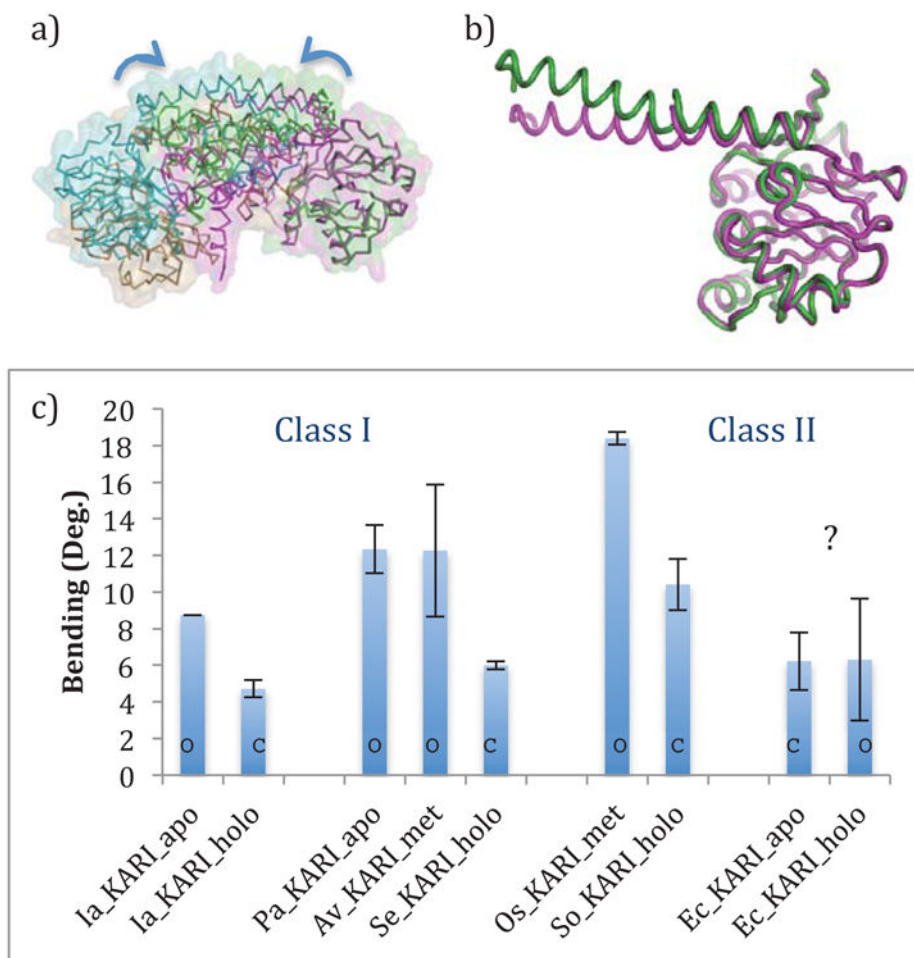 a)
b)
c)
Class I
Class II
?
Bending (Deg.)
20
18
16
14
12
10
8
6
4
2
0
O
C
O
O
C
O
C
C
O
Ia_KARI_apo
Ia_KARI_holo
Pa_KARI_apo
Av_KARI_met
Se_KARI_holo
Os_KARI_met
So_KARI_holo
Ec_KARI_apo
Ec_KARI_holo